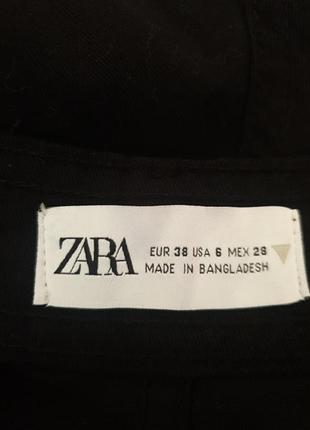 ZARA
EUR 38 USA 6 MEX 28
MADE IN BANGLADESH